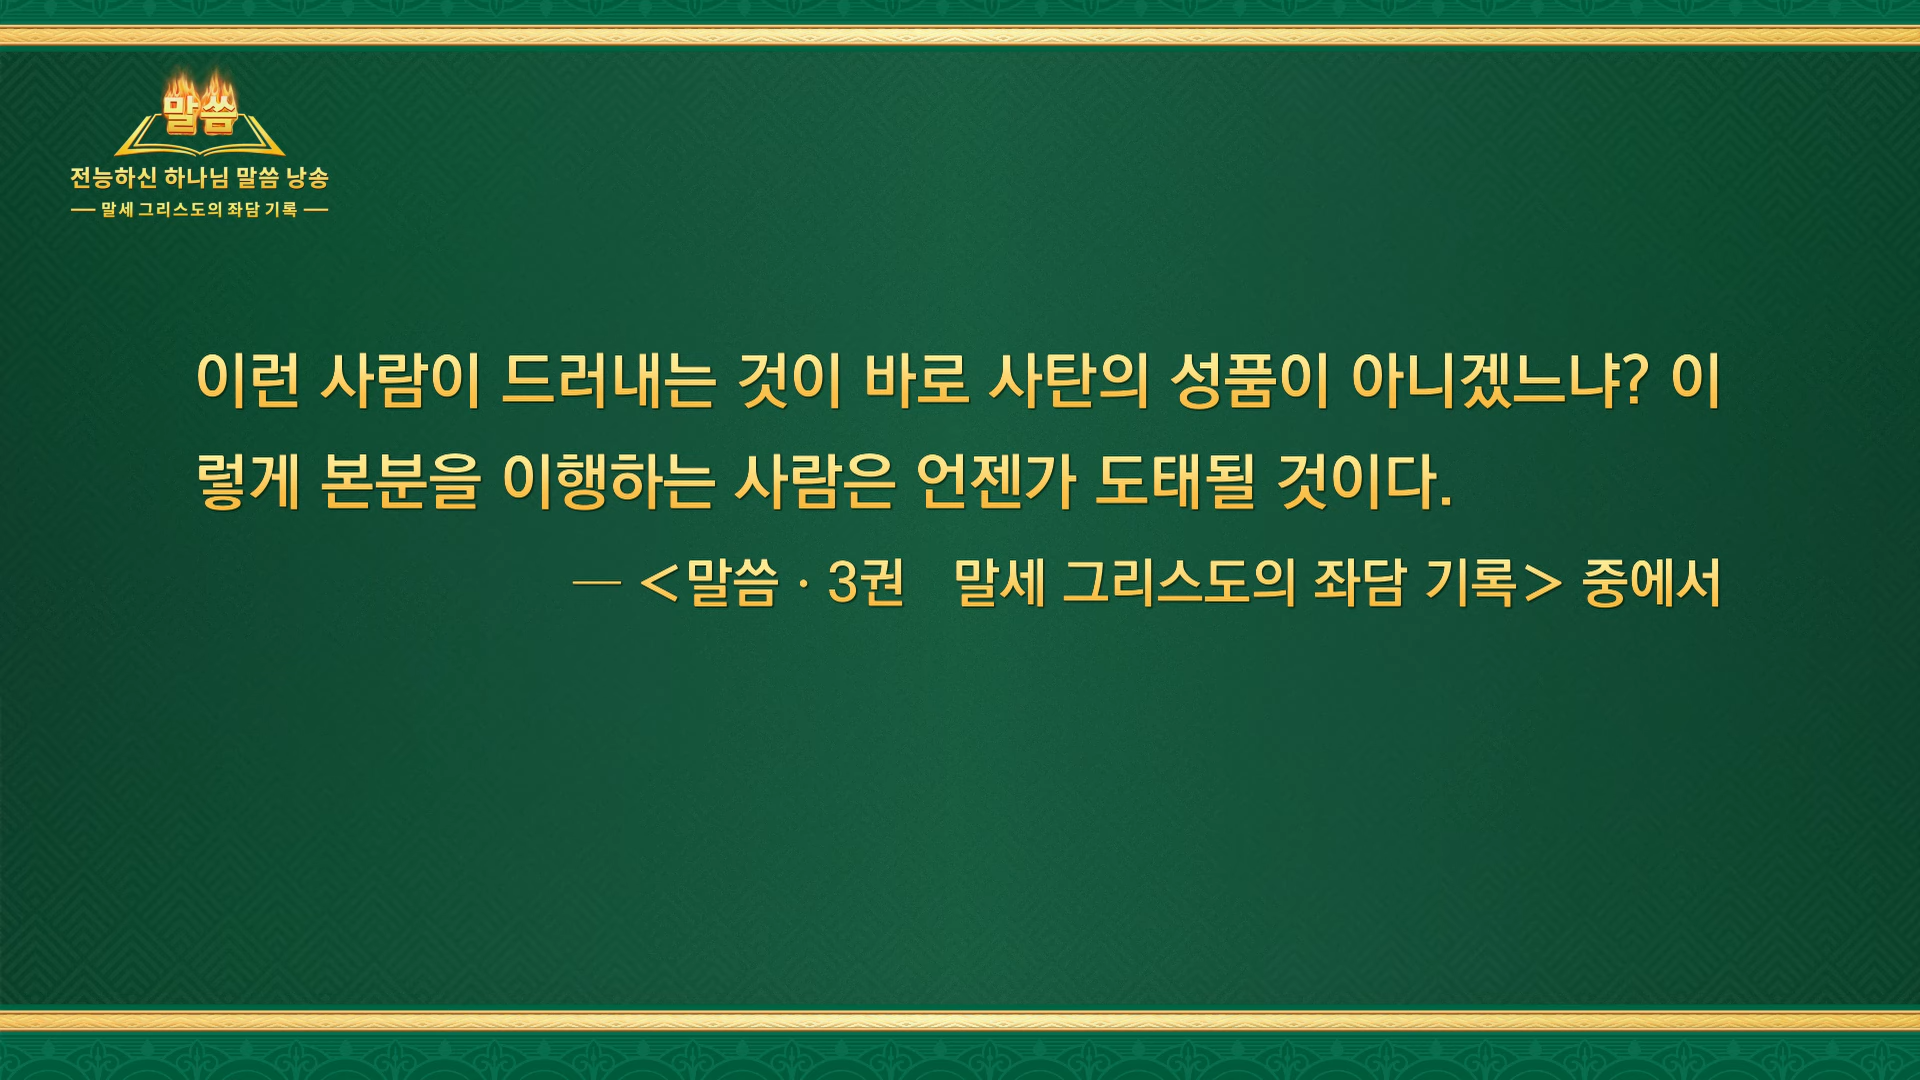 말씀
전능하신 하나님 말씀 낭송
— 말세 그리스도의 좌담 기록 —
이런 사람이 드러내는 것이 바로 사탄의 성품이 아니겠느냐? 이
렇게 본분을 이행하는 사람은 언젠가 도태될 것이다.
— <말씀 · 3권 말세 그리스도의 좌담 기록> 중에서